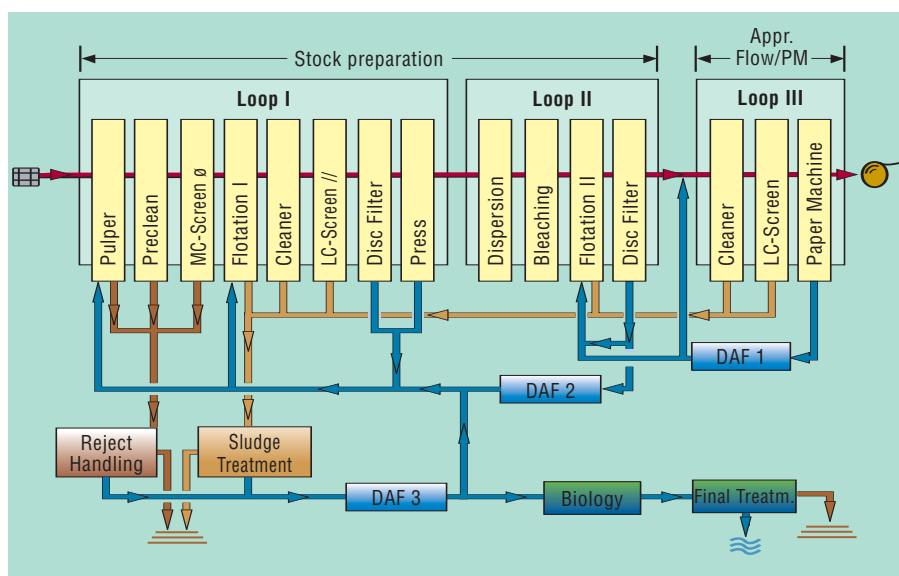 Stock preparation
Appr.
Flow/PM
Loop I
Loop II
Loop III
Pulper
Preclean
MC-Screen ø
Flotation I
Cleaner
LC-Screen //
Disc Filter
Press
Dispersion
Bleaching
Flotation II
Disc Filter
Cleaner
LC-Screen
Paper Machine
DAF 1
DAF 2
Reject
Handling
Sludge
Treatment
DAF 3
Biology
Final Treatm.